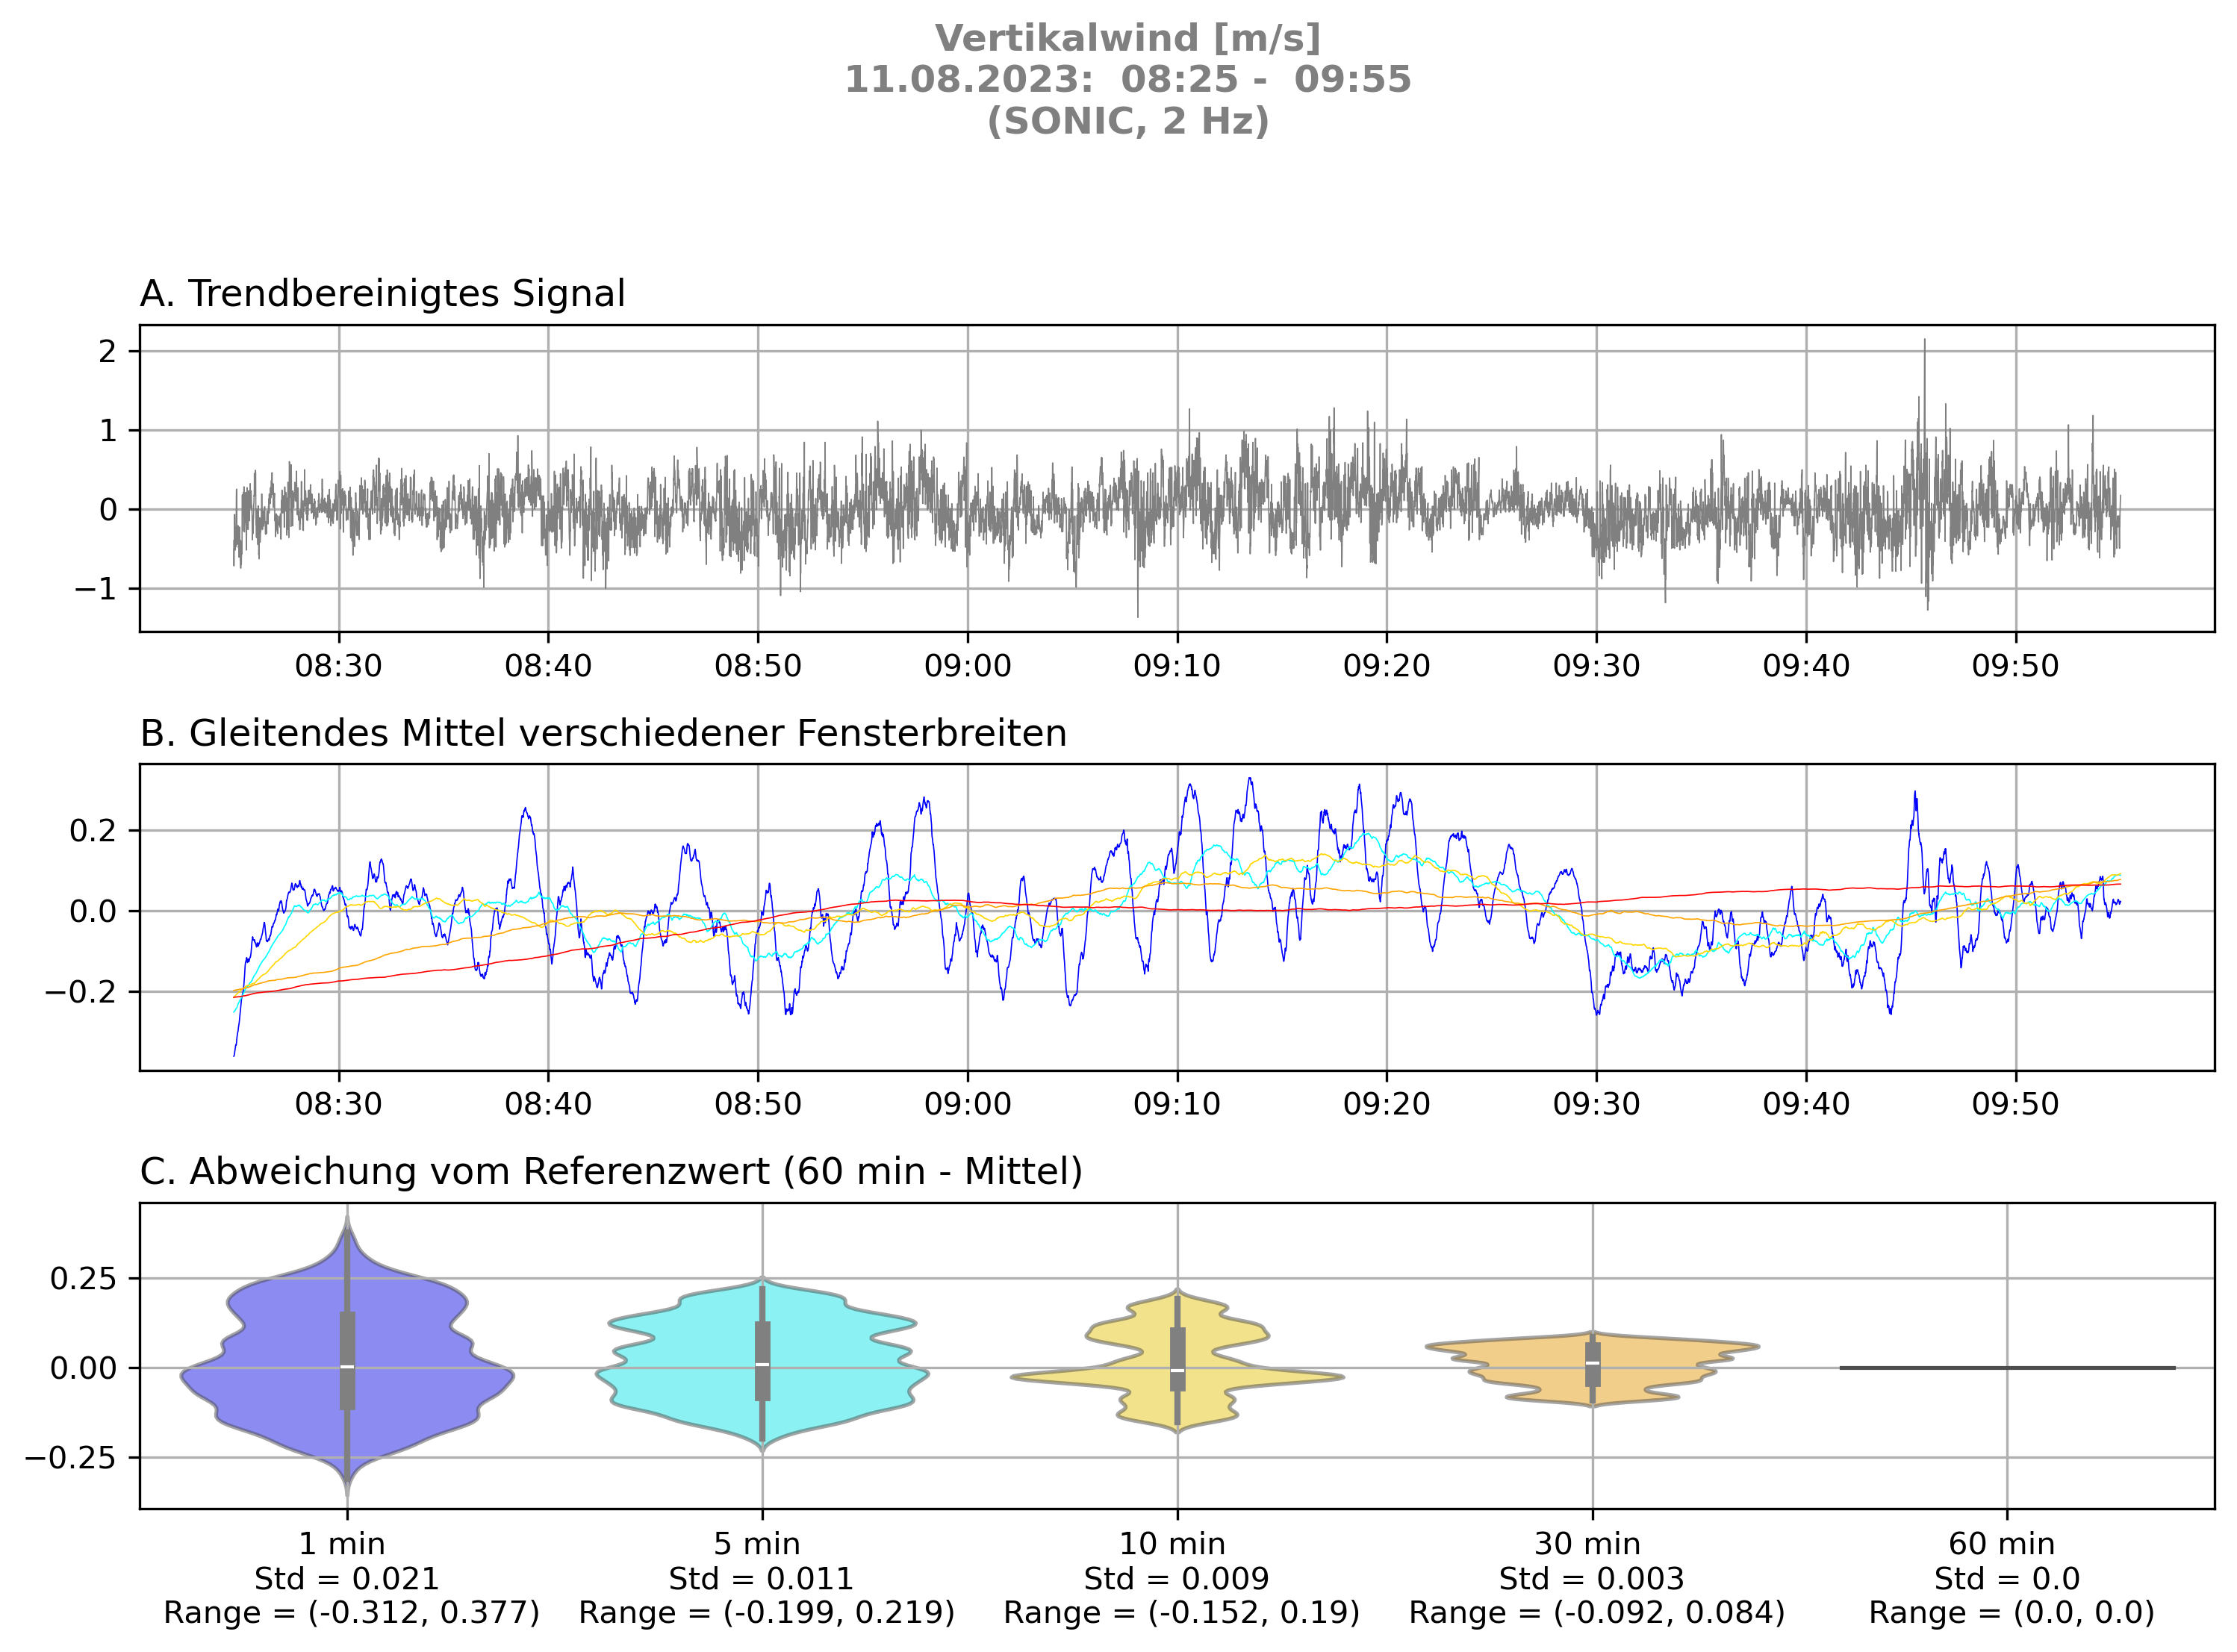 Vertikalwind [m/s]
11.08.2023:  08:25 -  09:55
(SONIC, 2 Hz)
A. Trendbereinigtes Signal
2
1
0
−1
08:30 08:40 08:50 09:00 09:10 09:20 09:30 09:40 09:50
B. Gleitendes Mittel verschiedener Fensterbreiten
0.2
0.0
−0.2
08:30 08:40 08:50 09:00 09:10 09:20 09:30 09:40 09:50
C. Abweichung vom Referenzwert (60 min - Mittel)
0.25
0.00
−0.25
1 min 5 min 10 min 30 min 60 min
Std = 0.021 Std = 0.011 Std = 0.009 Std = 0.003 Std = 0.0
Range = (-0.312, 0.377) Range = (-0.199, 0.219) Range = (-0.152, 0.19) Range = (-0.092, 0.084) Range = (0.0, 0.0)